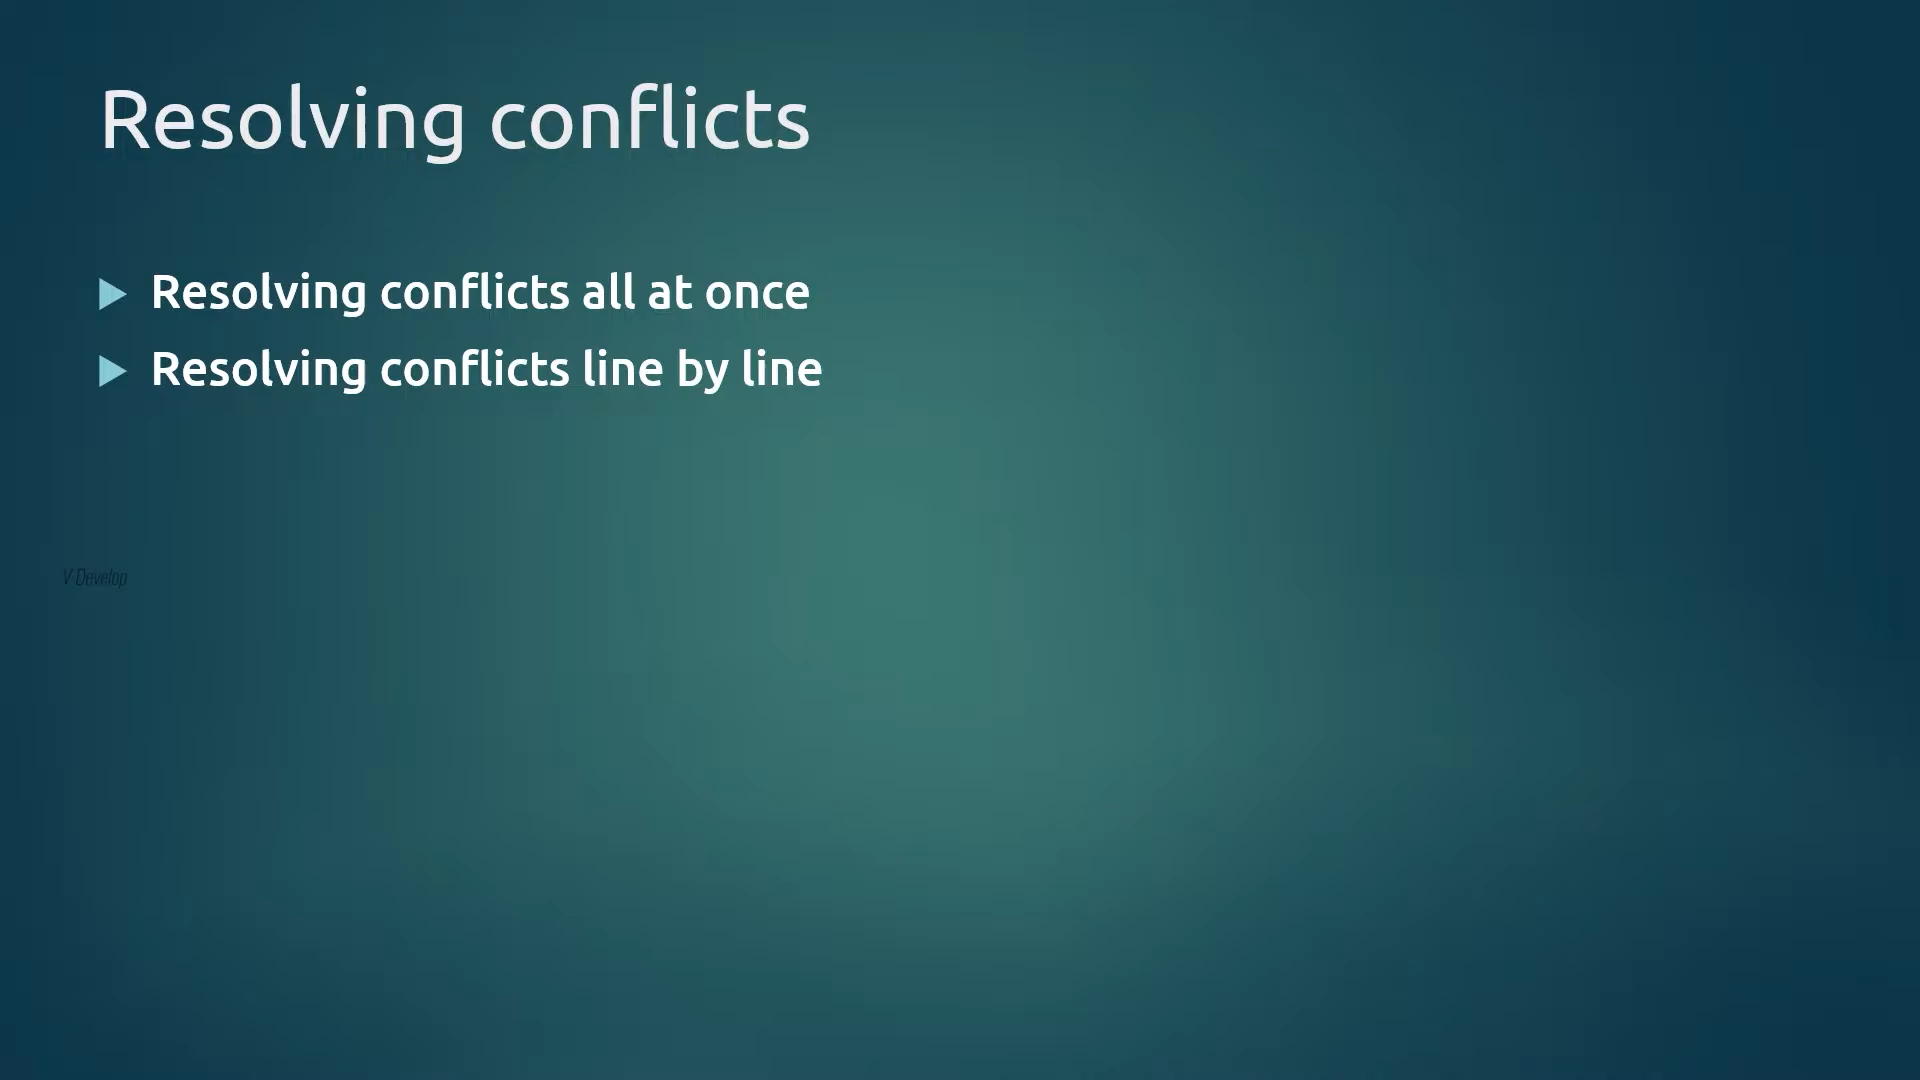 Resolving conflicts
Resolving conflicts all at once
Resolving conflicts line by line
V-Develop